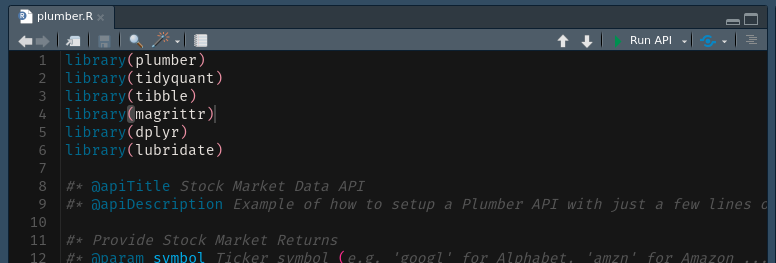 plumber.R
Run API
1 library(plumber)
2 library(tidyquant)
3 library(tibble)
4 library(magrittr)
5 library(dplyr)
6 library(lubridate)
7
8 #* @apiTitle Stock Market Data API
9 #* @apiDescription Example of how to setup a Plumber API with just a few lines
10
11 #* Provide Stock Market Returns
12 #* @param symbol Ticker symbol (e.g. 'googl' for Alphabet, 'amzn' for Amazon ...